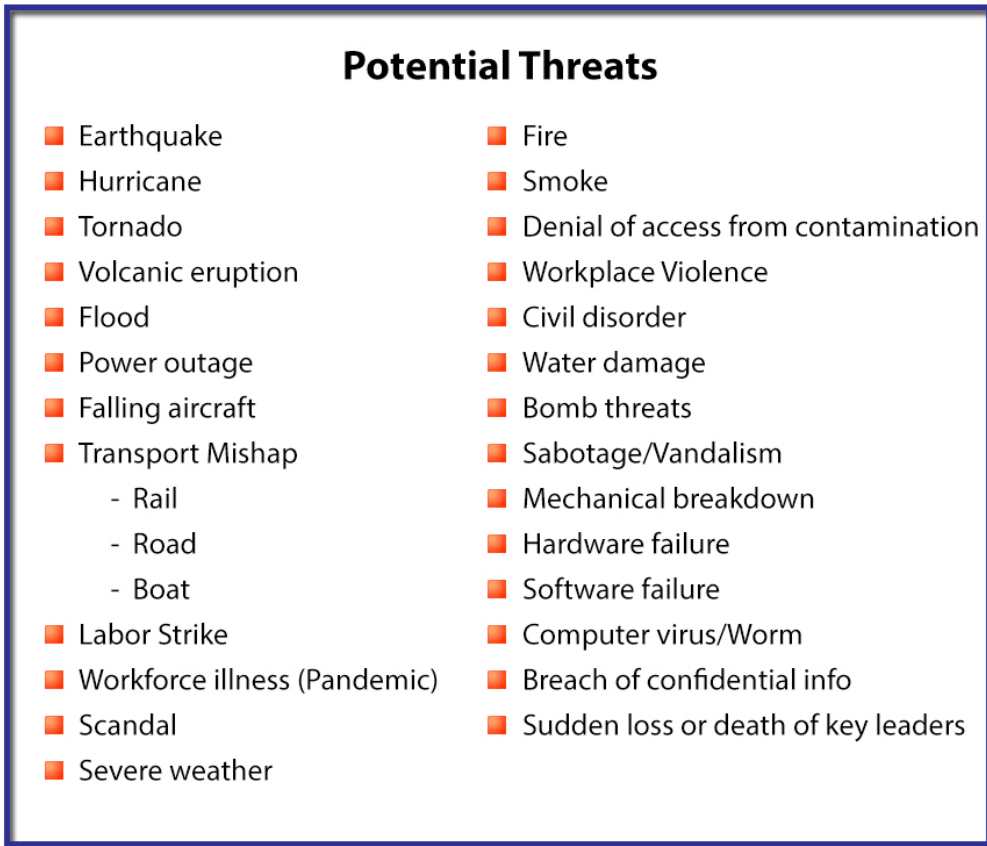 Potential Threats
Earthquake
Hurricane
Tornado
Volcanic eruption
Flood
Power outage
Falling aircraft
Transport Mishap
- Rail
- Road
- Boat
Labor Strike
Workforce illness (Pandemic)
Scandal
Severe weather
Fire
Smoke
Denial of access from contamination
Workplace Violence
Civil disorder
Water damage
Bomb threats
Sabotage/Vandalism
Mechanical breakdown
Hardware failure
Software failure
Computer virus/Worm
Breach of confidential info
Sudden loss or death of key leaders